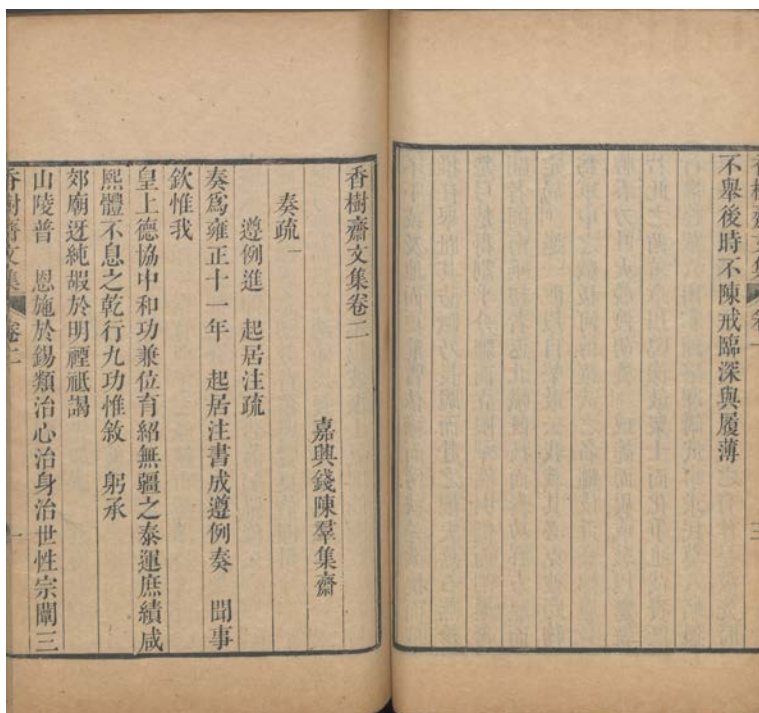 香樹齋文集 卷一 三
不舉後時不陳戒臨深與履薄
香樹齋文集卷二
嘉興錢陳羣集齋
奏疏一
遵例進 起居注疏
奏爲雍正十一年 起居注書成遵例奏 聞事
欽惟我
皇上德協中和功兼位育紹無疆之泰運庶績咸
熙體不息之乾行九功惟敘 躬承
郊廟迓純嘏於明禋祗謁
山陵普 恩施於錫類治心治身治世性宗闡三
香樹齋文集 卷二 一